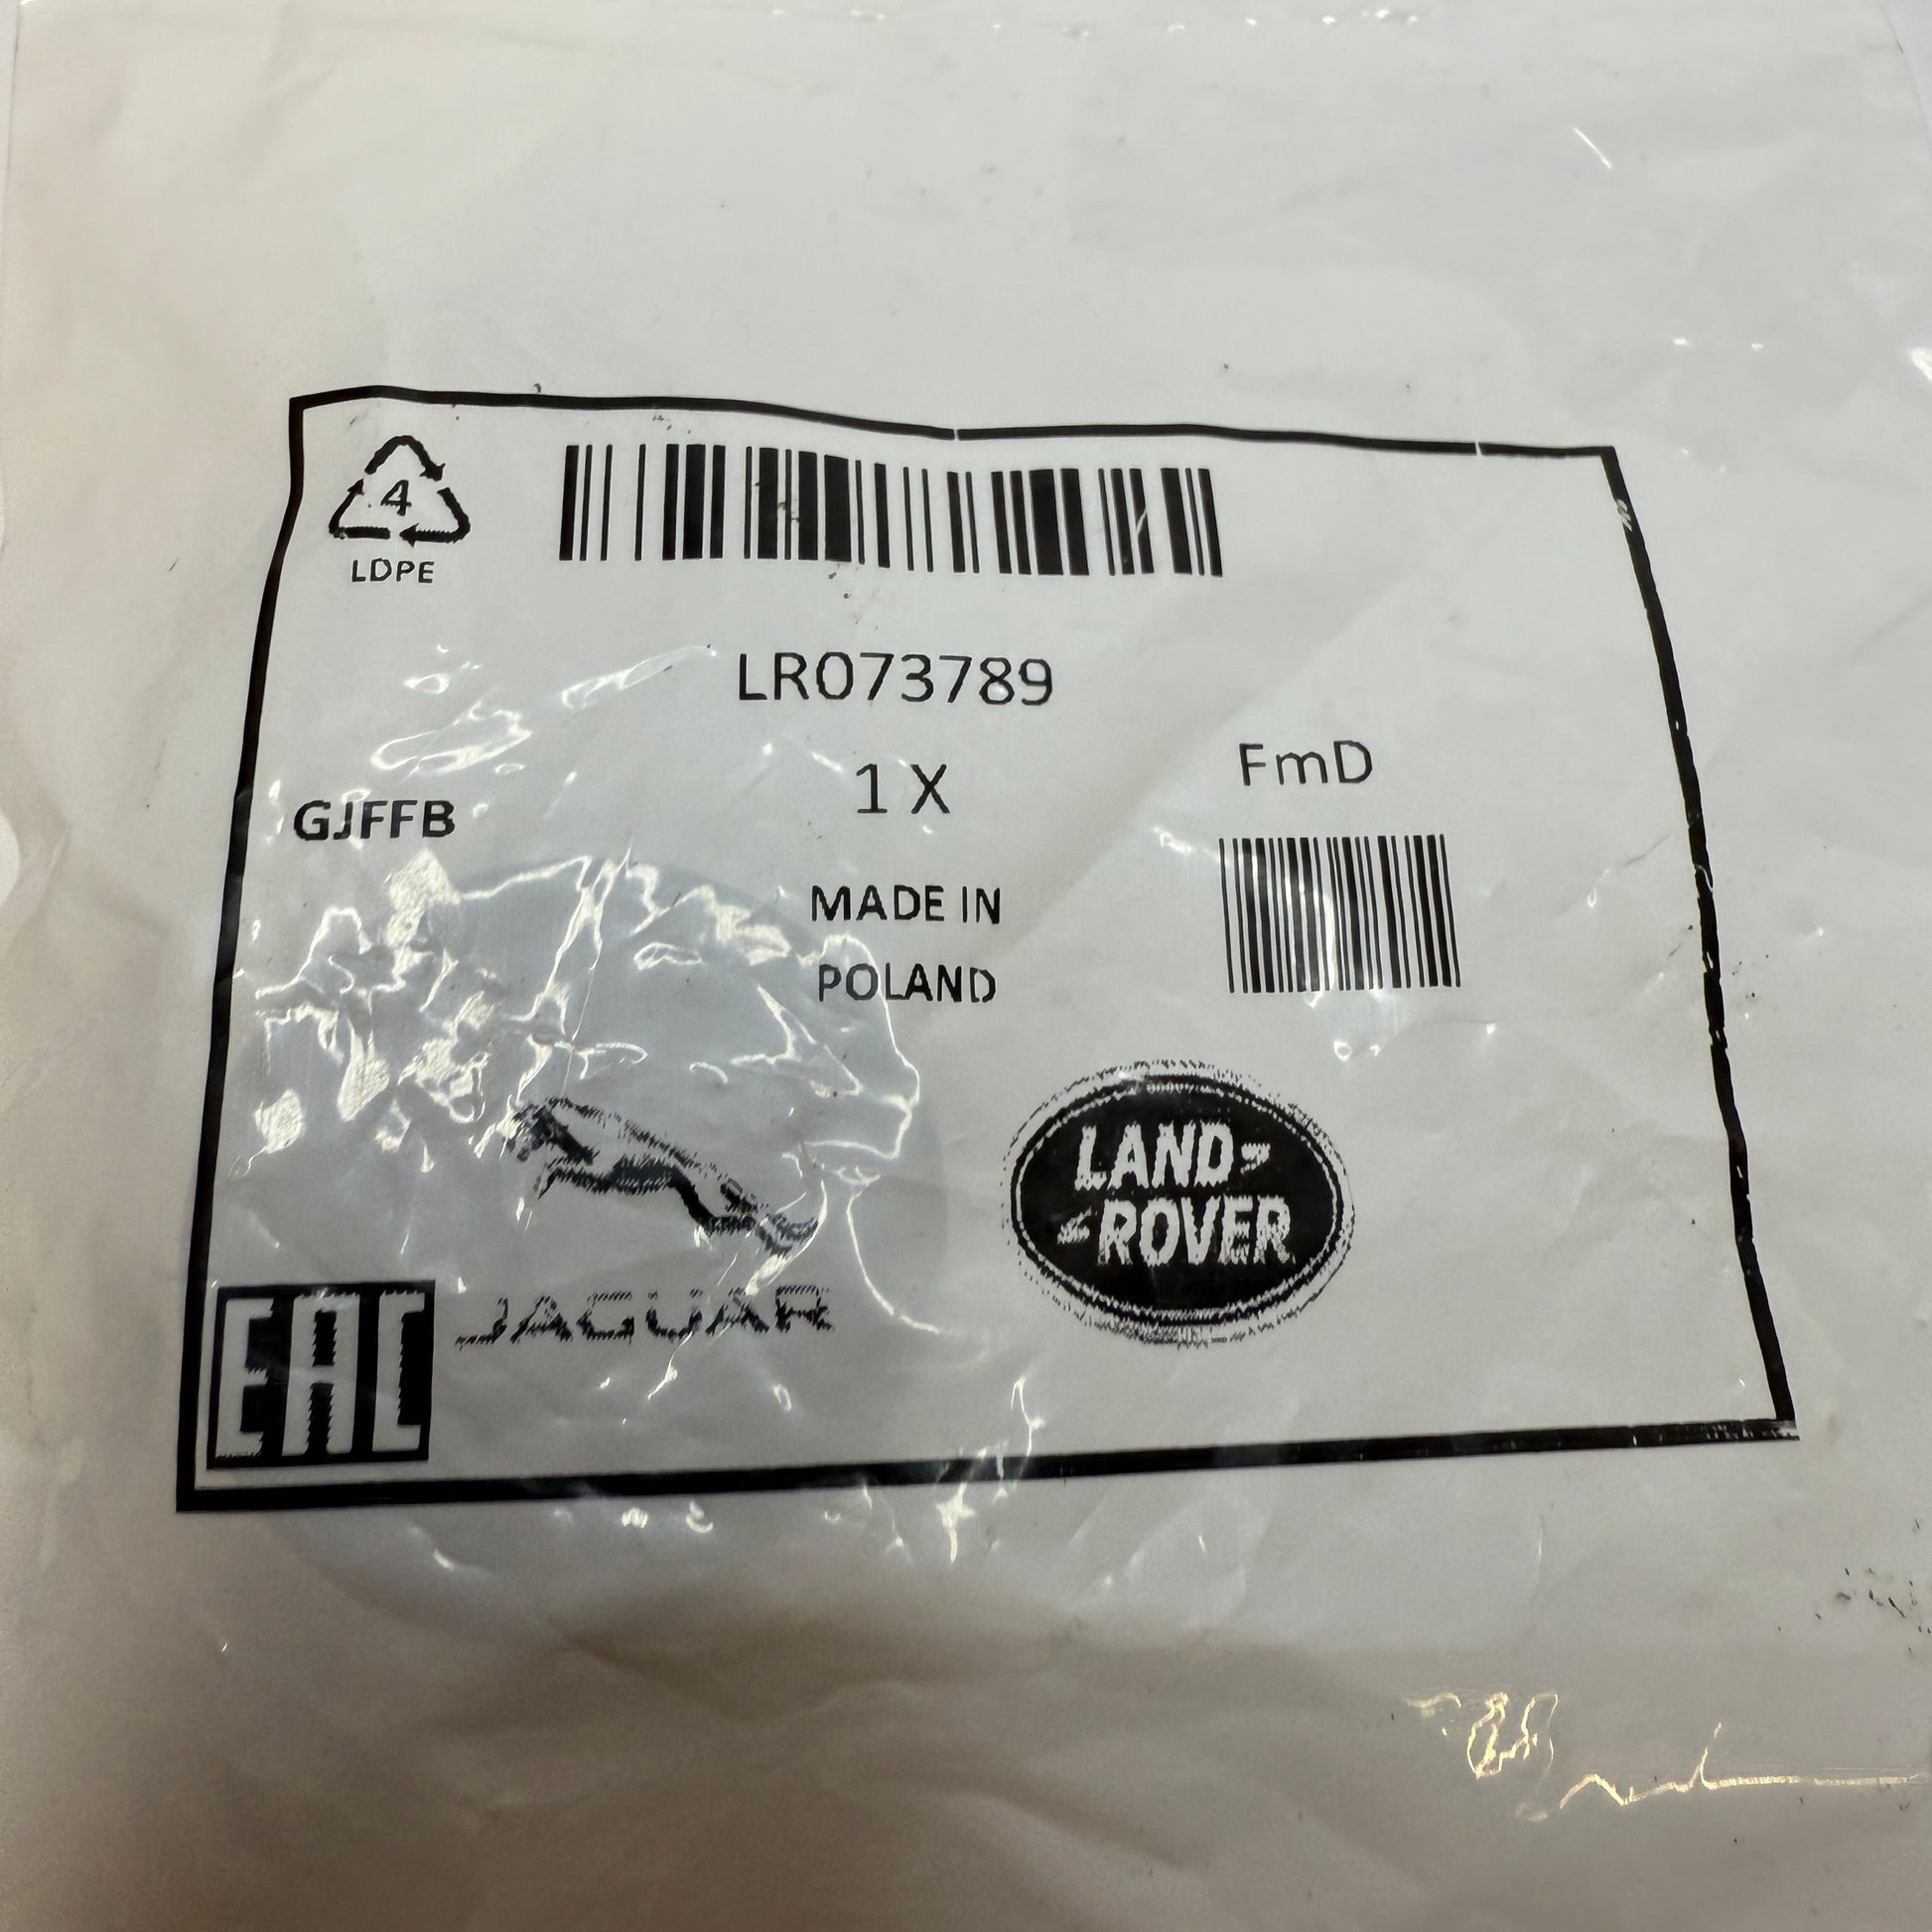 4
LDPE
LR073789
1 X
FmD
GJFFB
MADE IN
POLAND
LAND-
-ROVER
JAGUAR
EAC